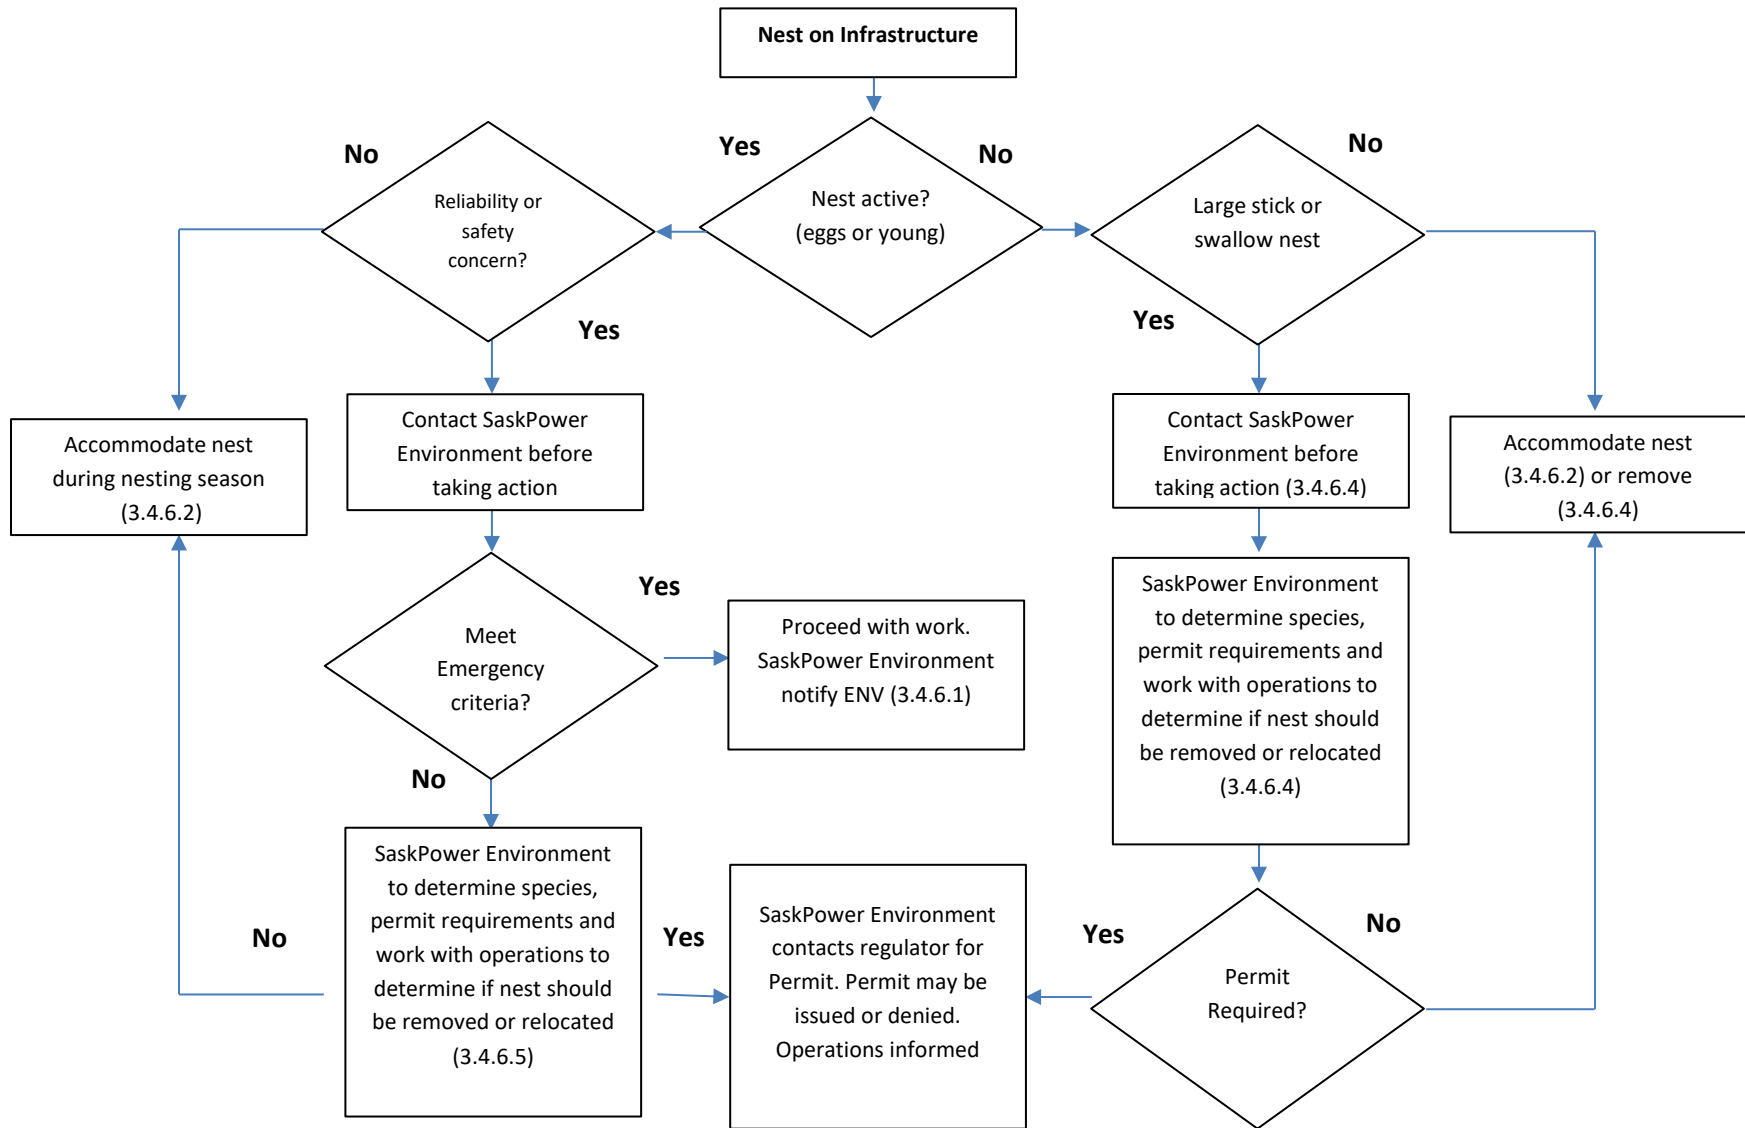 Nest on Infrastructure
No
Yes
No
No
Reliability or
safety
concern?
Nest active?
(eggs or young)
Large stick or
swallow nest
Yes
Yes
Accommodate nest
during nesting season
(3.4.6.2)
Contact SaskPower
Environment before
taking action
Contact SaskPower
Environment before
taking action (3.4.6.4)
Accommodate nest
(3.4.6.2) or remove
(3.4.6.4)
Meet
Emergency
criteria?
Yes
Proceed with work.
SaskPower Environment
notify ENV (3.4.6.1)
SaskPower Environment
to determine species,
permit requirements and
work with operations to
determine if nest should
be removed or relocated
(3.4.6.4)
No
SaskPower Environment
to determine species,
permit requirements and
work with operations to
determine if nest should
be removed or relocated
(3.4.6.5)
No
Yes
SaskPower Environment
contacts regulator for
Permit. Permit may be
issued or denied.
Operations informed
Yes
Permit
Required?
No